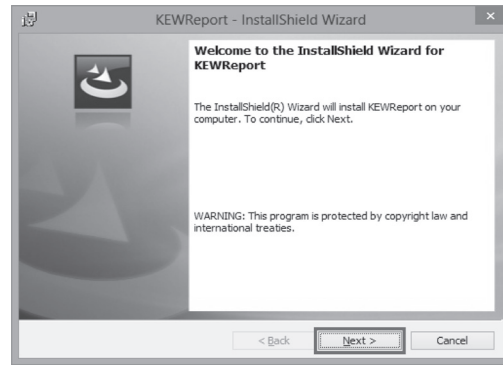 KEWReport - InstallShield Wizard
Welcome to the InstallShield Wizard for
KEWReport
The InstallShield(R) Wizard will install KEWReport on your
computer. To continue, click Next.
WARNING: This program is protected by copyright law and
international treaties.
< Back
Next >
Cancel